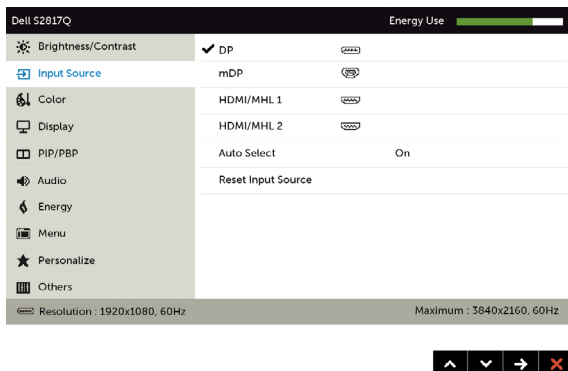 Dell S2817Q Energy Use
Brightness/Contrast
Input Source
Color
Display
PIP/PBP
Audio
Energy
Menu
Personalize
Others
DP
mDP
HDMI/MHL 1
HDMI/MHL 2
Auto Select On
Reset Input Source
Resolution : 1920x1080, 60Hz Maximum : 3840x2160, 60Hz